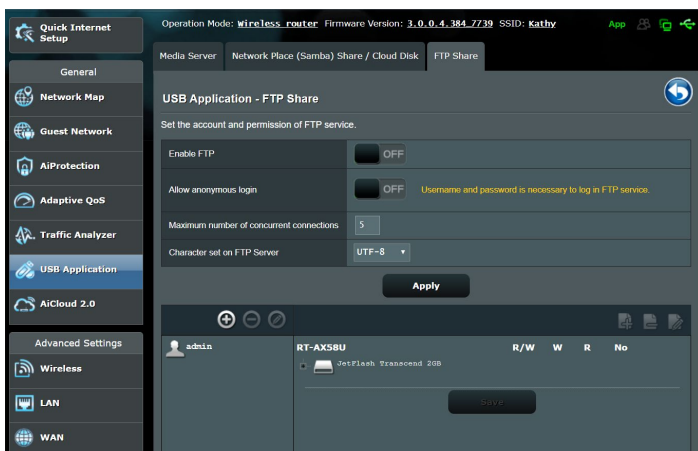 Quick Internet
Setup
Operation Mode: Wireless router Firmware Version: 3.0.0.4.384_7739 SSID: Kathy
App
Media Server
Network Place (Samba) Share / Cloud Disk
FTP Share
General
Network Map
Guest Network
AiProtection
Adaptive QoS
Traffic Analyzer
USB Application
AiCloud 2.0
Advanced Settings
Wireless
LAN
WAN
USB Application - FTP Share
Set the account and permission of FTP service.
Enable FTP OFF
Allow anonymous login OFF Username and password is necessary to log in FTP service.
Maximum number of concurrent connections 5
Character set on FTP Server UTF-8
Apply
admin
RT-AX58U R/W W R No
JetFlash Transcend 2GB
Save